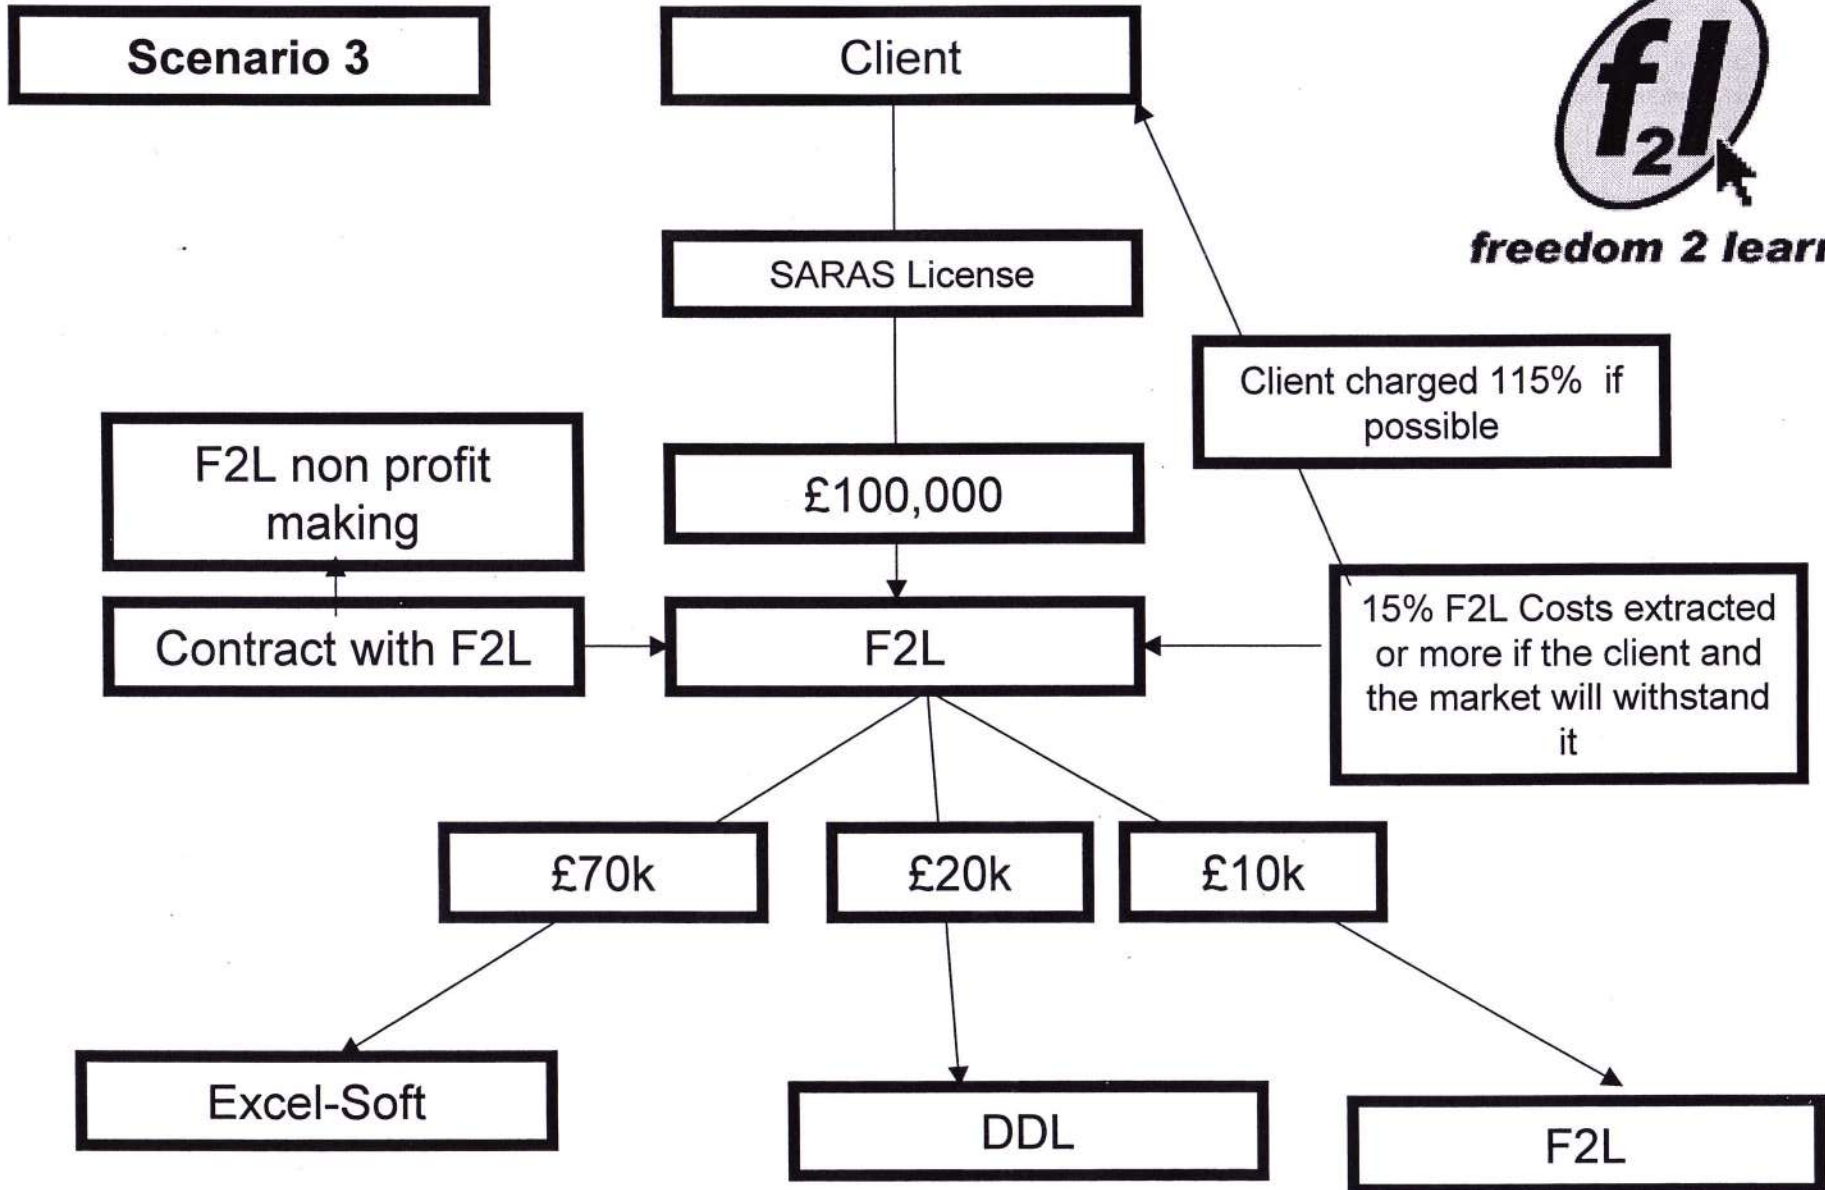 Scenario 3
Client
f2l
freedom 2 learn
SARAS License
Client charged 115% if
possible
F2L non profit
making
£100,000
Contract with F2L
F2L
15% F2L Costs extracted
or more if the client and
the market will withstand
it
£70k
£20k
£10k
Excel-Soft
DDL
F2L